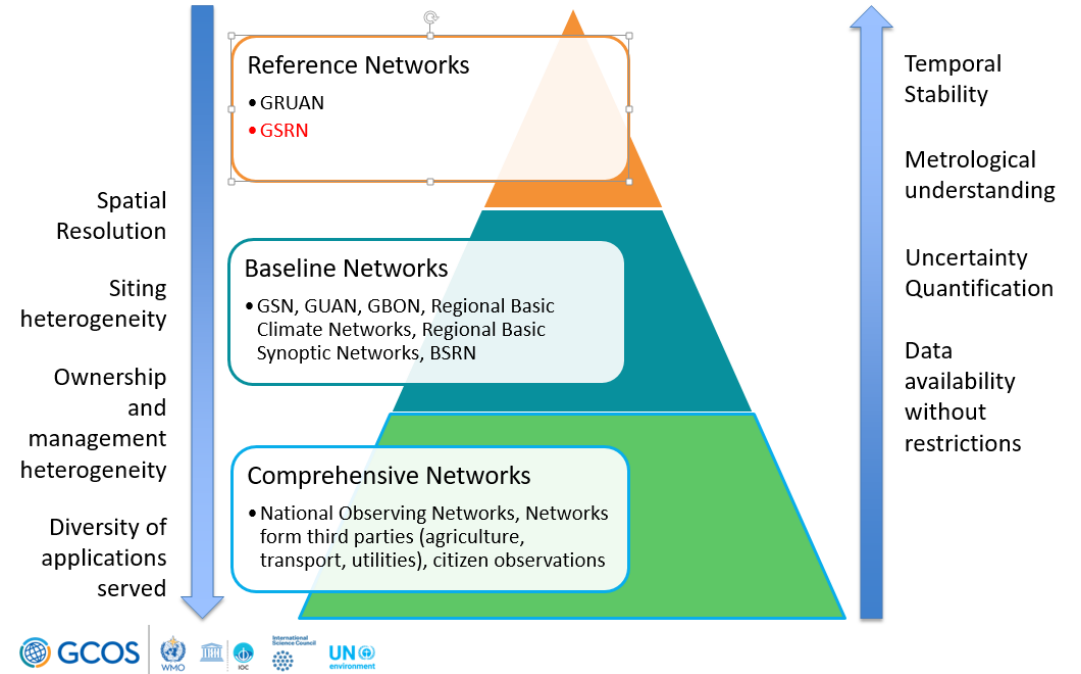 Reference Networks
• GRUAN
• GSRN
Baseline Networks
• GSN, GUAN, GBON, Regional Basic
Climate Networks, Regional Basic
Synoptic Networks, BSRN
Comprehensive Networks
• National Observing Networks, Networks
form third parties (agriculture,
transport, utilities), citizen observations
Spatial
Resolution
Siting
heterogeneity
Ownership
and
management
heterogeneity
Diversity of
applications
served
Temporal
Stability
Metrological
understanding
Uncertainty
Quantification
Data
availability
without
restrictions
GCOS
WMO
IOC
International
Science Council
UN
environment